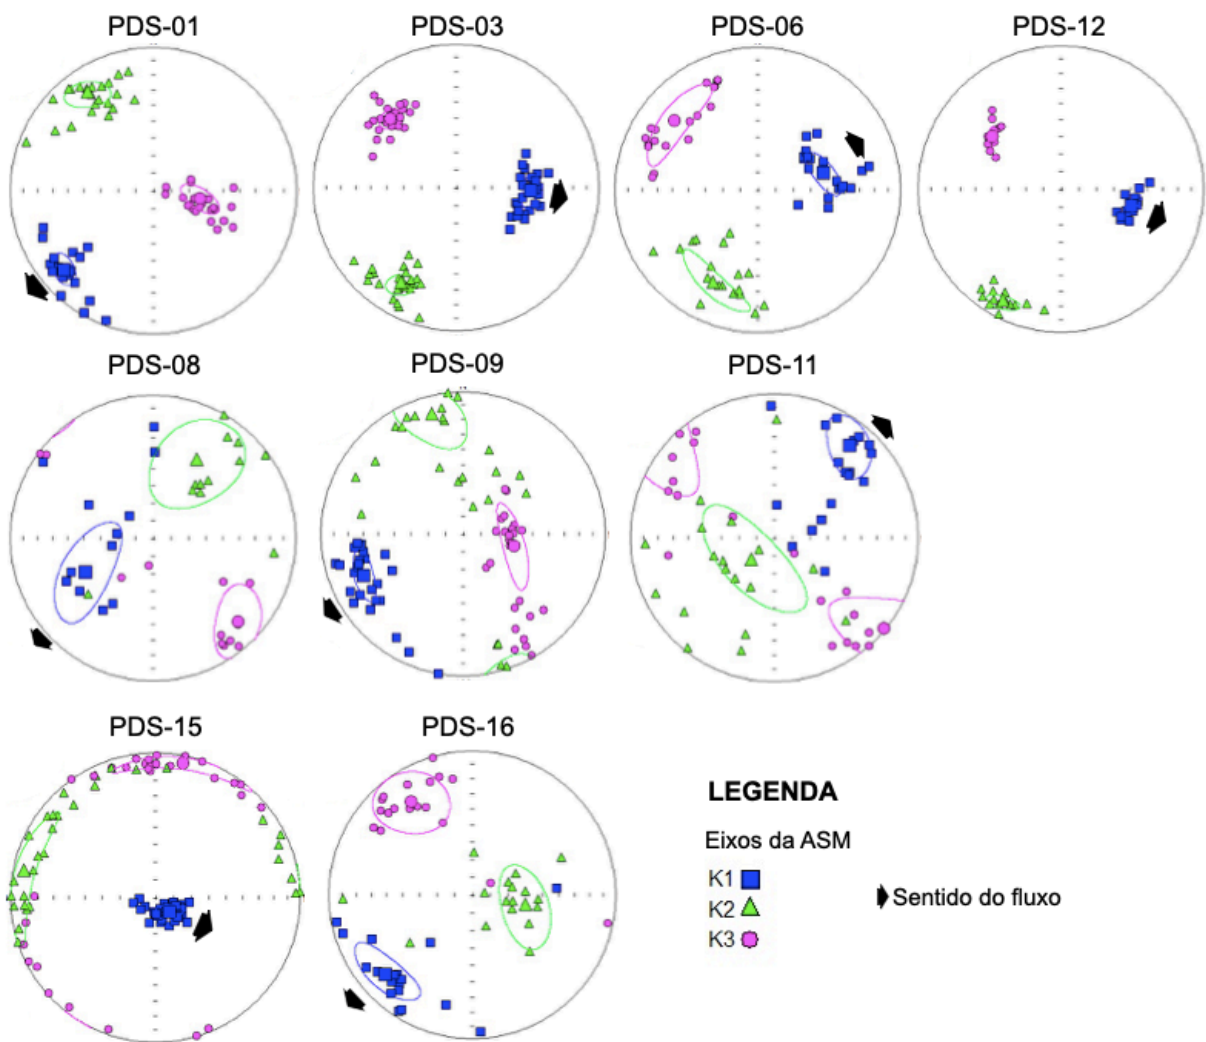 PDS-01
PDS-03
PDS-06
PDS-12
PDS-08
PDS-09
PDS-11
PDS-15
PDS-16
LEGENDA
Eixos da ASM
K1
K2
K3
Sentido do fluxo